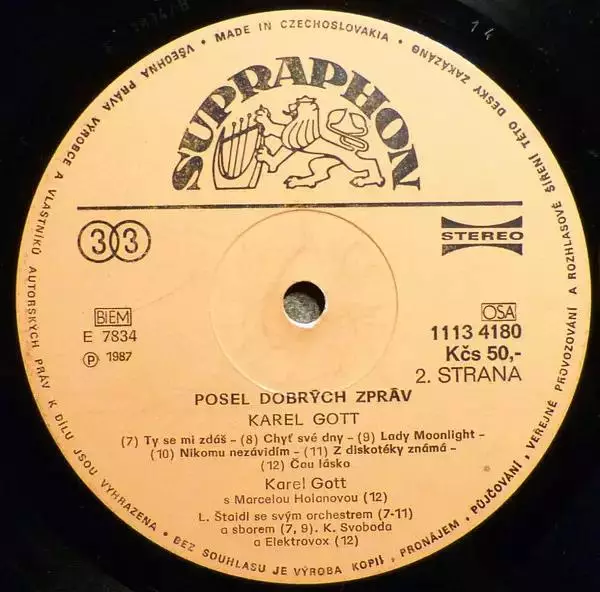 1 4
VŠECHNA PRÁVA VÝROBCE A VLASTNÍKŮ AUTORSKÝCH PRÁV K DÍLU JSOU VYHRAZENA • BEZ SOUHLASU JE VÝROBA KOPIÍ, PRONÁJEM, PŮJČOVÁNÍ, VEŘEJNÉ PROVOZOVÁNÍ A ROZHLASOVÉ ŠÍŘENÍ TÉTO DESKY ZAKÁZÁNO • MADE IN CZECHOSLOVAKIA •
SUPRAPHON
33
STEREO
BIEM
OSA
E 7834
1113 4180
Ⓟ 1987
Kčs 50,-
2. STRANA
POSEL DOBRÝCH ZPRÁV
KAREL GOTT
(7) Ty se mi zdáš – (8) Chyť své dny – (9) Lady Moonlight –
(10) Nikomu nezávidím – (11) Z diskotéky známá –
(12) Čau lásko
Karel Gott
s Marcelou Holanovou (12)
L. Štaidl se svým orchestrem (7-11)
a sborem (7, 9). K. Svoboda
a Elektrovox (12)